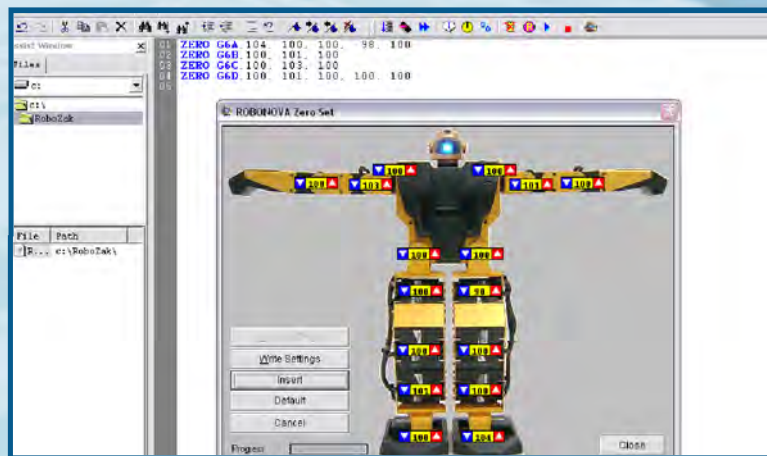 01 ZERO G6A,104, 100, 100, 98, 100
02 ZERO G6B,100, 101, 100
03 ZERO G6C,100, 103, 100
04 ZERO G6D,100, 101, 100, 100, 100
05
Window
Files
c:
c:\
RoboZak
File Path
R... c:\RoboZak\
ROBONOVA Zero Set
100 100
100 103 101 100
100 100
100 98
100 100
101 100
100 104
Write Settings
Insert
Default
Cancel
Progress
Close